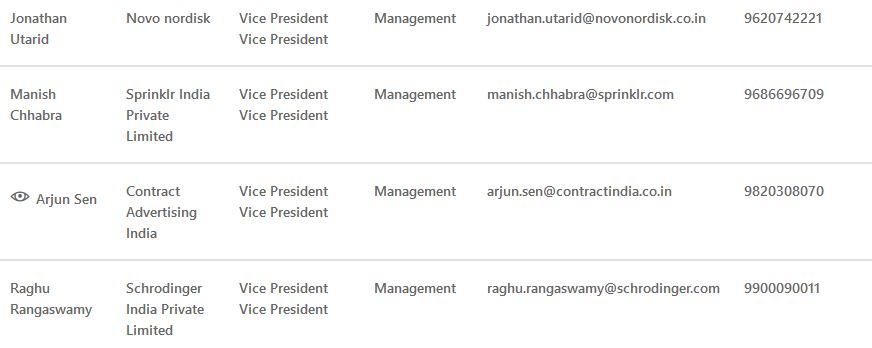 Jonathan Novo nordisk Vice President Management jonathan.utarid@novonordisk.co.in 9620742221
Utarid Vice President
Manish Sprinklr India Vice President Management manish.chhabra@sprinklr.com 9686696709
Chhabra Private Vice President
Limited
Arjun Sen Contract Vice President Management arjun.sen@contractindia.co.in 9820308070
Advertising Vice President
India
Raghu Schrodinger Vice President Management raghu.rangaswamy@schrodinger.com 9900090011
Rangaswamy India Private Vice President
Limited